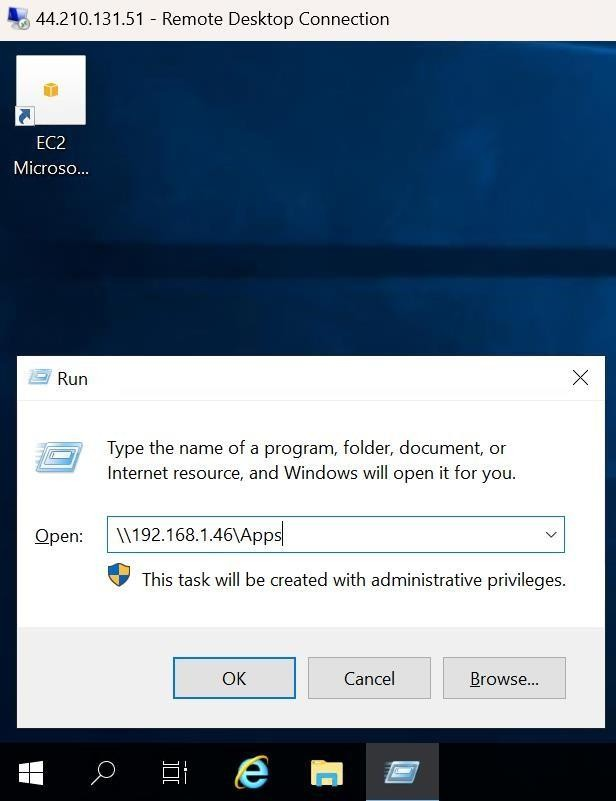 44.210.131.51 - Remote Desktop Connection
EC2
Microso...
Run
Type the name of a program, folder, document, or
Internet resource, and Windows will open it for you.
Open: \\192.168.1.46\Apps
This task will be created with administrative privileges.
OK Cancel Browse...